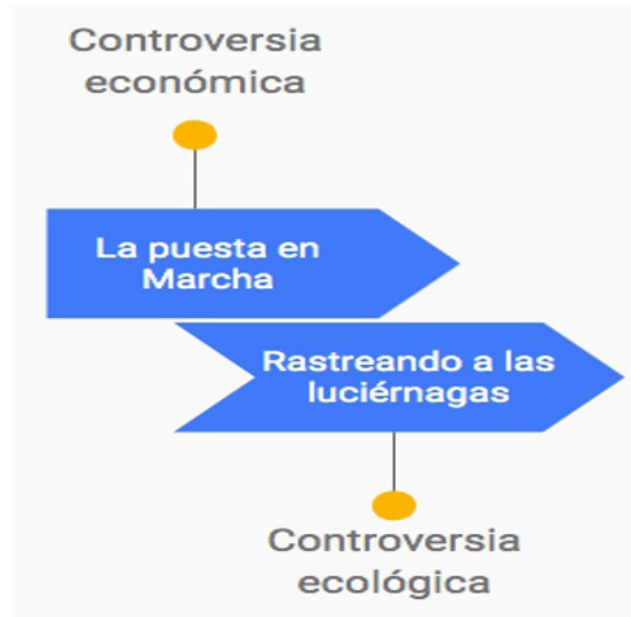 Controversia
económica
La puesta en
Marcha
Rastreando a las
luciérnagas
Controversia
ecológica